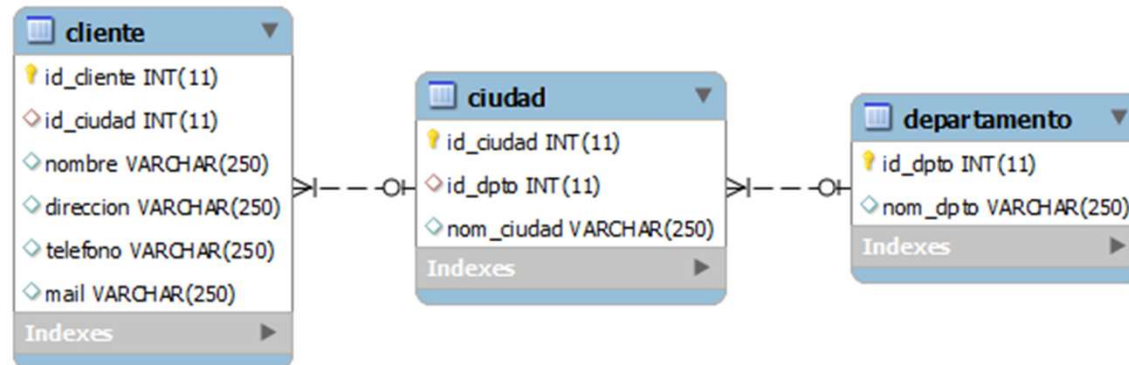 cliente
id_cliente INT(11)
id_ciudad INT(11)
nombre VARCHAR(250)
direccion VARCHAR(250)
telefono VARCHAR(250)
mail VARCHAR(250)
Indexes
ciudad
id_ciudad INT(11)
id_dpto INT(11)
nom_ciudad VARCHAR(250)
Indexes
departamento
id_dpto INT(11)
nom_dpto VARCHAR(250)
Indexes